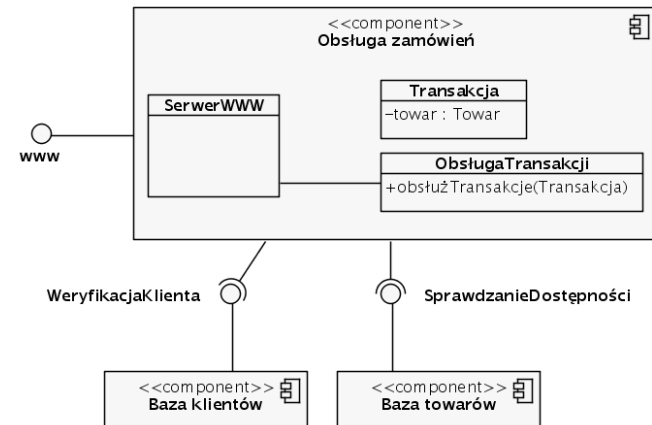 <<component>>
Obsługa zamówień
SerwerWWW
Transakcja
-towar : Towar
ObsługaTransakcji
+obsłużTransakcje(Transakcja)
www
WeryfikacjaKlienta
SprawdzanieDostępności
<<component>>
Baza klientów
<<component>>
Baza towarów